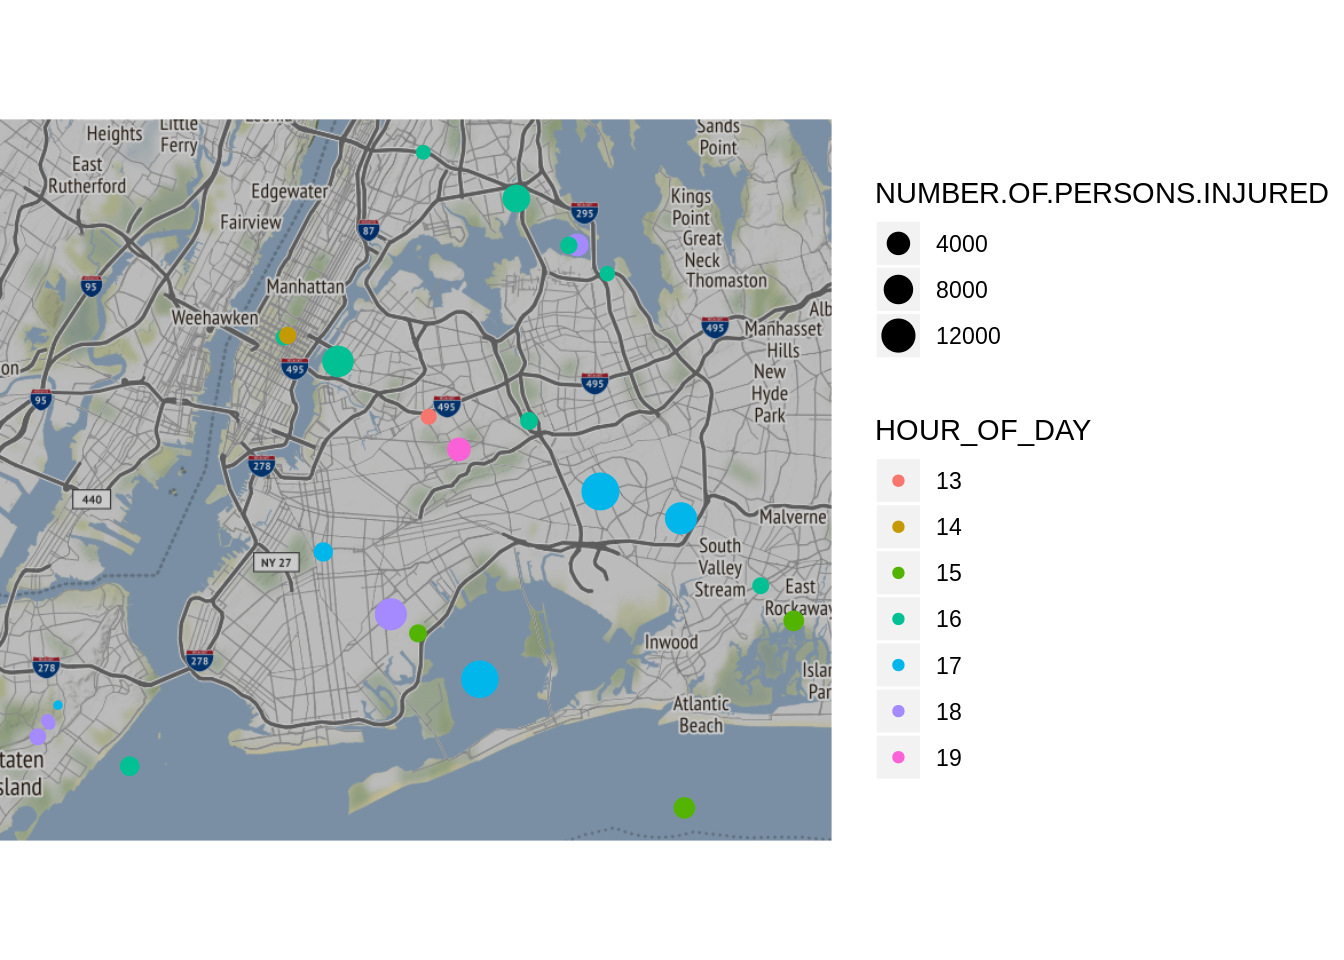 Heights
Little
Ferry
Sands
Point
East
Rutherford
Edgewater
Fairview
Kings
Point
Great
Neck
Thomaston
295
87
95
Manhattan
Weehawken
Alb
495
Manhasset
Hills
New
Hyde
Park
on
495
495
95
495
278
440
Malverne
NY 27
South
Valley
Stream
East
Rockaway
Inwood
278
278
Islan
Par
Atlantic
Beach
taten
sland
NUMBER.OF.PERSONS.INJURED
4000
8000
12000
HOUR_OF_DAY
13
14
15
16
17
18
19